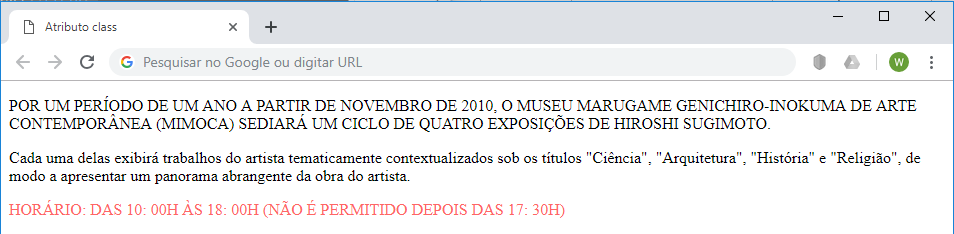 Atributo class
Pesquisar no Google ou digitar URL
W
POR UM PERÍODO DE UM ANO A PARTIR DE NOVEMBRO DE 2010, O MUSEU MARUGAME GENICHIRO-INOKUMA DE ARTE
CONTEMPORÂNEA (MIMOCA) SEDIARÁ UM CICLO DE QUATRO EXPOSIÇÕES DE HIROSHI SUGIMOTO.
Cada uma delas exibirá trabalhos do artista tematicamente contextualizados sob os títulos "Ciência", "Arquitetura", "História" e "Religião", de
modo a apresentar um panorama abrangente da obra do artista.
HORÁRIO: DAS 10: 00H ÀS 18: 00H (NÃO É PERMITIDO DEPOIS DAS 17: 30H)